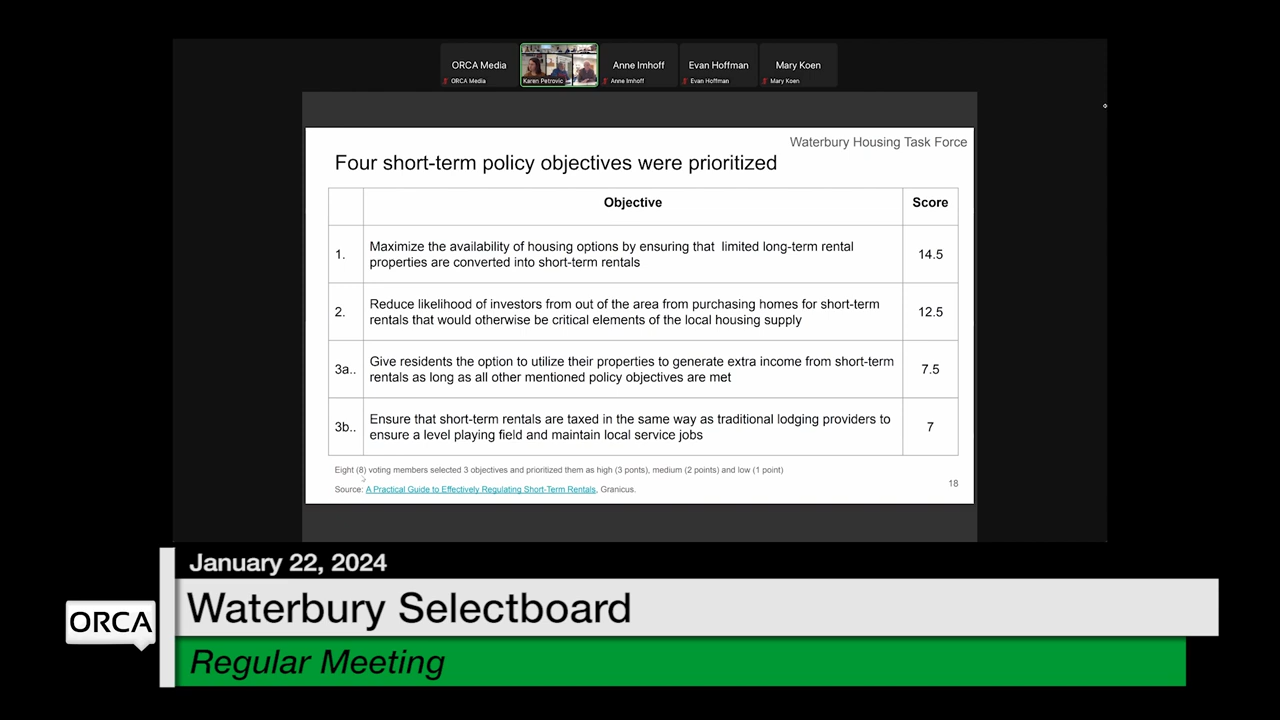 ORCA Media
Anne Imhoff
Evan Hoffman
Mary Koen
ORCA Media
Karen Petrovic
Anne Imhoff
Evan Hoffman
Mary Koen
Waterbury Housing Task Force
Four short-term policy objectives were prioritized
Objective
Score
1.
Maximize the availability of housing options by ensuring that limited long-term rental
properties are converted into short-term rentals
14.5
2.
Reduce likelihood of investors from out of the area from purchasing homes for short-term
rentals that would otherwise be critical elements of the local housing supply
12.5
3a..
Give residents the option to utilize their properties to generate extra income from short-term
rentals as long as all other mentioned policy objectives are met
7.5
3b..
Ensure that short-term rentals are taxed in the same way as traditional lodging providers to
ensure a level playing field and maintain local service jobs
7
Eight (8) voting members selected 3 objectives and prioritized them as high (3 ponts), medium (2 points) and low (1 point)
Source: A Practical Guide to Effectively Regulating Short-Term Rentals, Granicus.
18
January 22, 2024
ORCA
Waterbury Selectboard
Regular Meeting